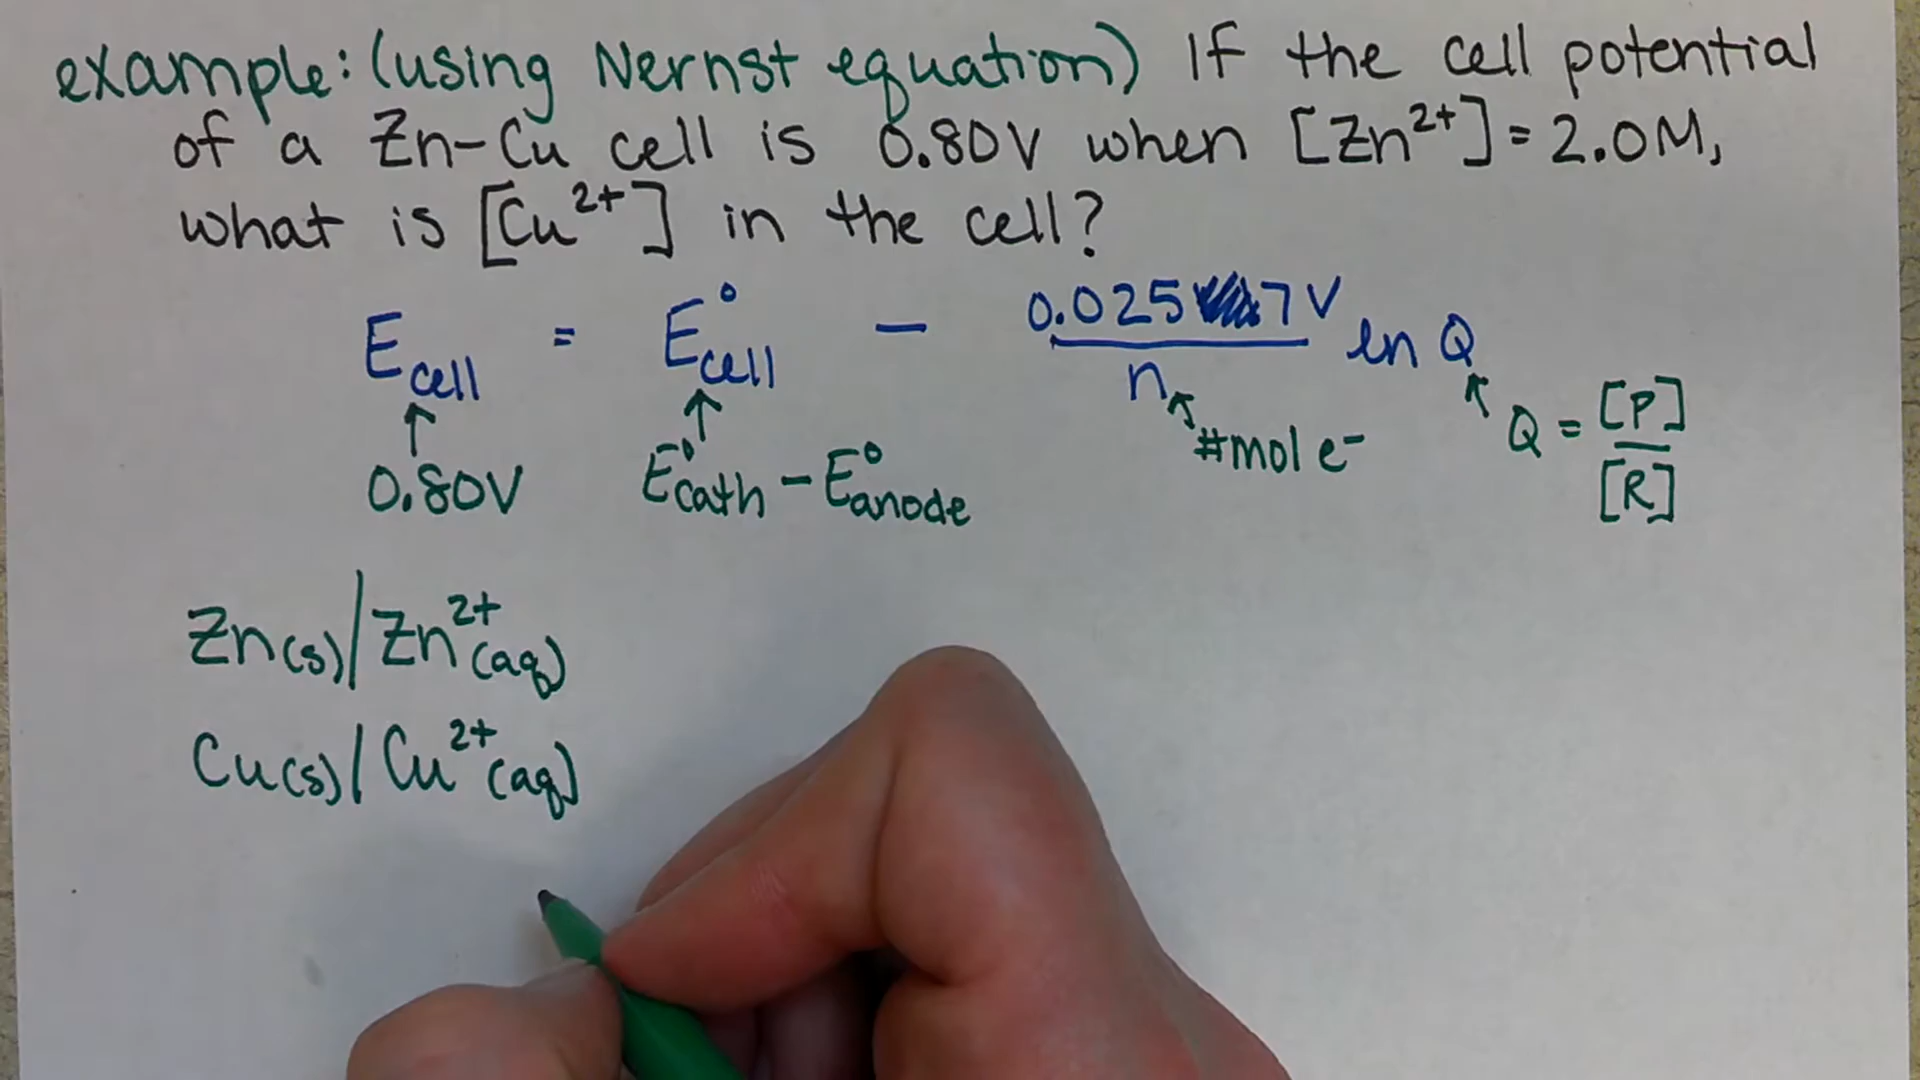 example: (using Nernst equation) If the cell potential
of a Zn-Cu cell is 0.80V when [Zn²⁺] = 2.0M,
what is [Cu²⁺] in the cell?
E cell = E° cell - 0.0257V / n ln Q
↑ 0.80V
↑ E°cath - E°anode
#mol e⁻
Q = [P] / [R]
Zn(s)/Zn²⁺(aq)
Cu(s)/Cu²⁺(aq)